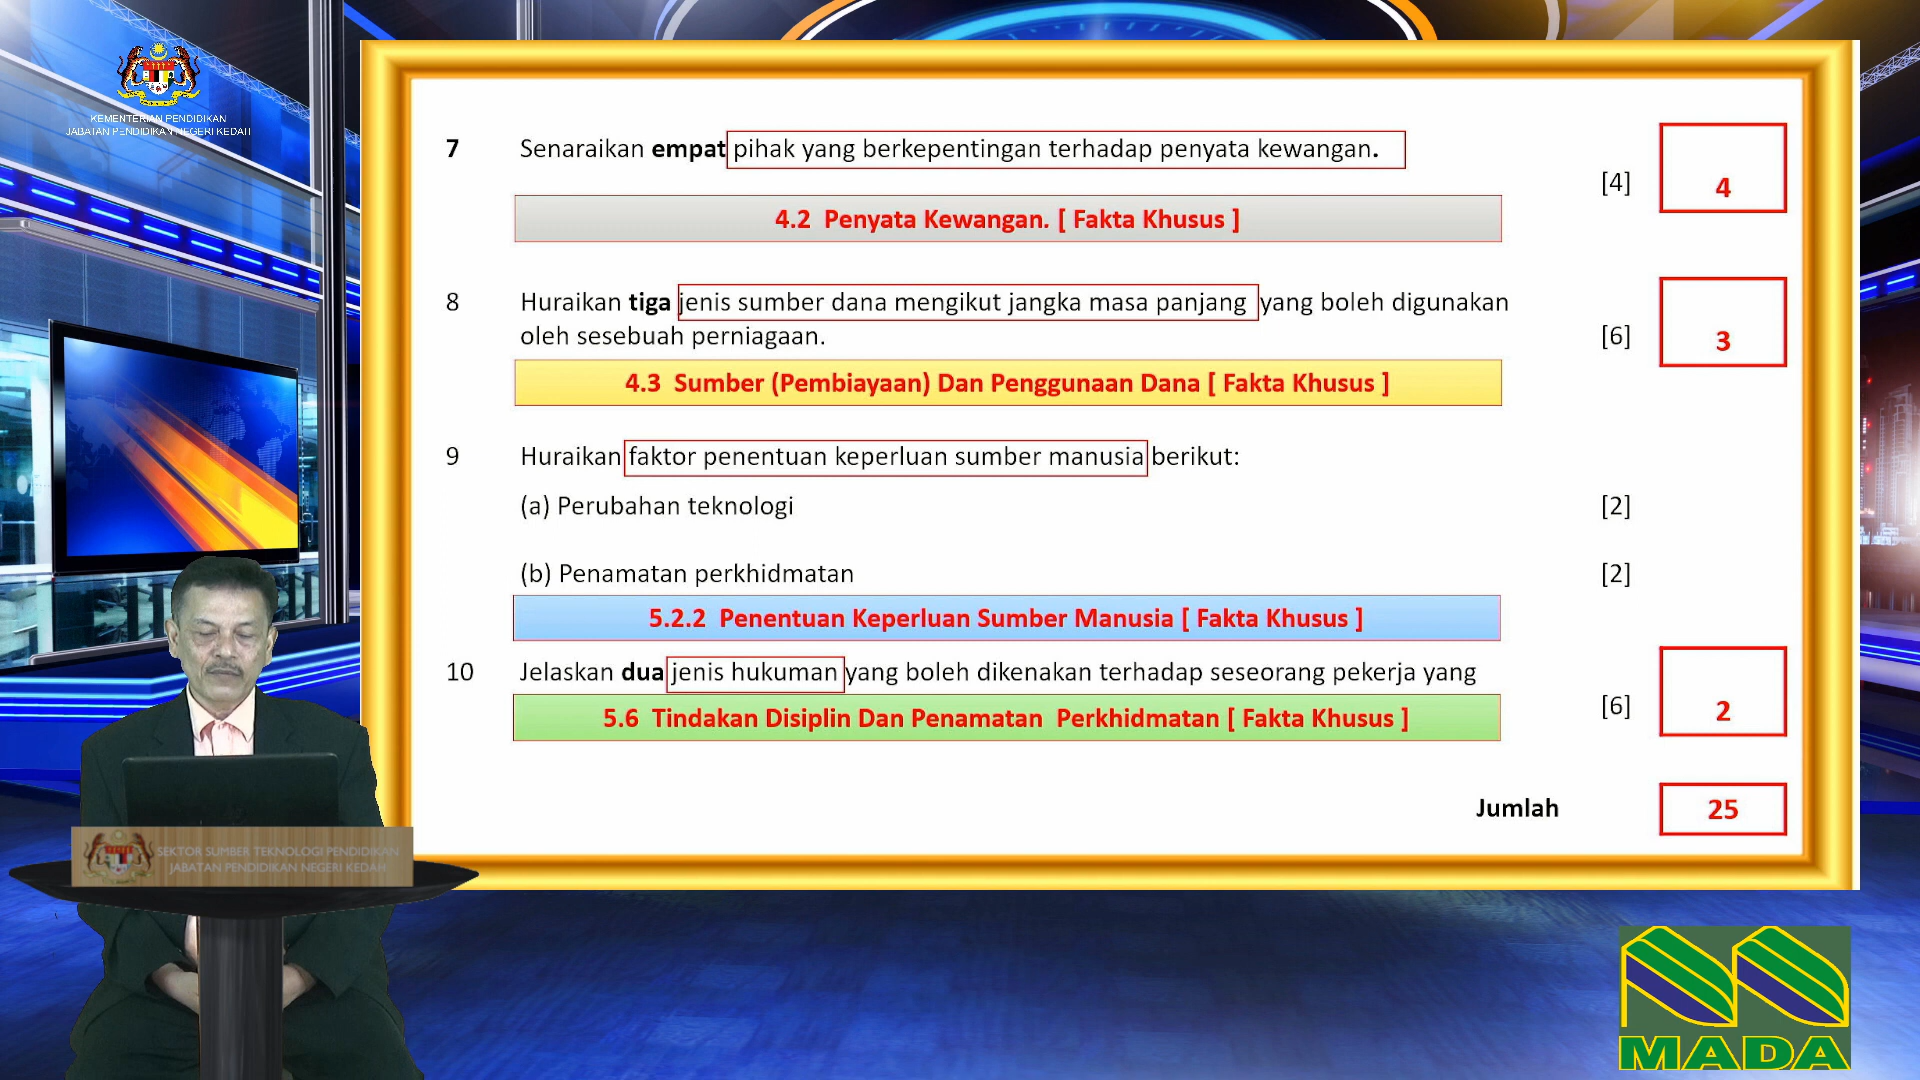 KEMENTERIAN PENDIDIKAN
JABATAN PENDIDIKAN NEGERI KEDAH
7 Senaraikan empat pihak yang berkepentingan terhadap penyata kewangan.
[4] 4
4.2 Penyata Kewangan. [ Fakta Khusus ]
8 Huraikan tiga jenis sumber dana mengikut jangka masa panjang yang boleh digunakan
oleh sesebuah perniagaan. [6] 3
4.3 Sumber (Pembiayaan) Dan Penggunaan Dana [ Fakta Khusus ]
9 Huraikan faktor penentuan keperluan sumber manusia berikut:
(a) Perubahan teknologi [2]
(b) Penamatan perkhidmatan [2]
5.2.2 Penentuan Keperluan Sumber Manusia [ Fakta Khusus ]
10 Jelaskan dua jenis hukuman yang boleh dikenakan terhadap seseorang pekerja yang
[6] 2
5.6 Tindakan Disiplin Dan Penamatan Perkhidmatan [ Fakta Khusus ]
Jumlah 25
SEKTOR SUMBER TEKNOLOGI PENDIDIKAN
JABATAN PENDIDIKAN NEGERI KEDAH
MADA